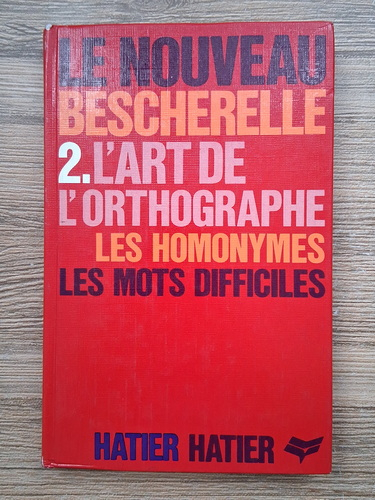 LE NOUVEAU
BESCHERELLE
2. L'ART DE
L'ORTHOGRAPHE
LES HOMONYMES
LES MOTS DIFFICILES
HATIER HATIER